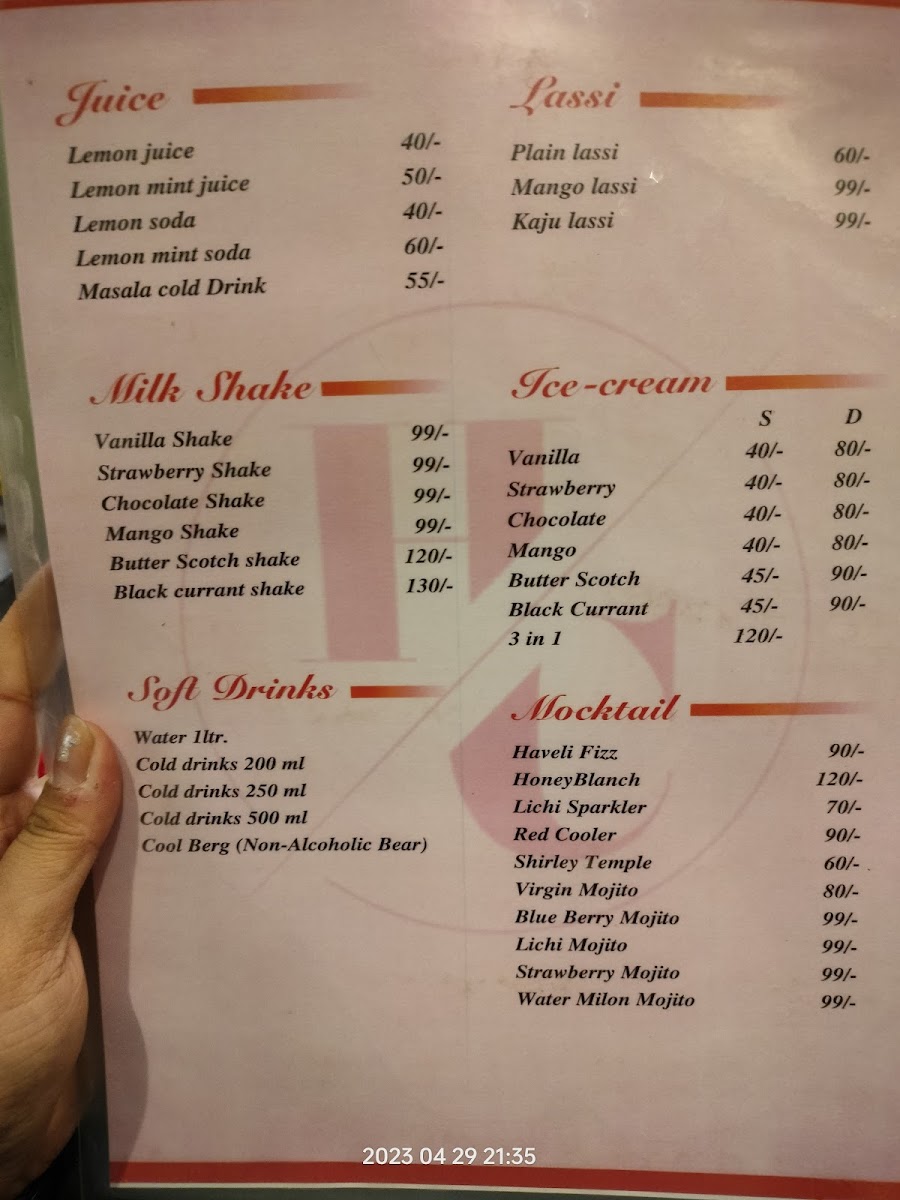 Juice
Lemon juice 40/-
Lemon mint juice 50/-
Lemon soda 40/-
Lemon mint soda 60/-
Masala cold Drink 55/-
Lassi
Plain lassi 60/-
Mango lassi 99/-
Kaju lassi 99/-
Milk Shake
Vanilla Shake 99/-
Strawberry Shake 99/-
Chocolate Shake 99/-
Mango Shake 99/-
Butter Scotch shake 120/-
Black currant shake 130/-
Ice-cream
S D
Vanilla 40/- 80/-
Strawberry 40/- 80/-
Chocolate 40/- 80/-
Mango 40/- 80/-
Butter Scotch 45/- 90/-
Black Currant 45/- 90/-
3 in 1 120/-
Soft Drinks
Water 1ltr.
Cold drinks 200 ml
Cold drinks 250 ml
Cold drinks 500 ml
Cool Berg (Non-Alcoholic Bear)
Mocktail
Haveli Fizz 90/-
HoneyBlanch 120/-
Lichi Sparkler 70/-
Red Cooler 90/-
Shirley Temple 60/-
Virgin Mojito 80/-
Blue Berry Mojito 99/-
Lichi Mojito 99/-
Strawberry Mojito 99/-
Water Milon Mojito 99/-
HC
2023 04 29 21:35